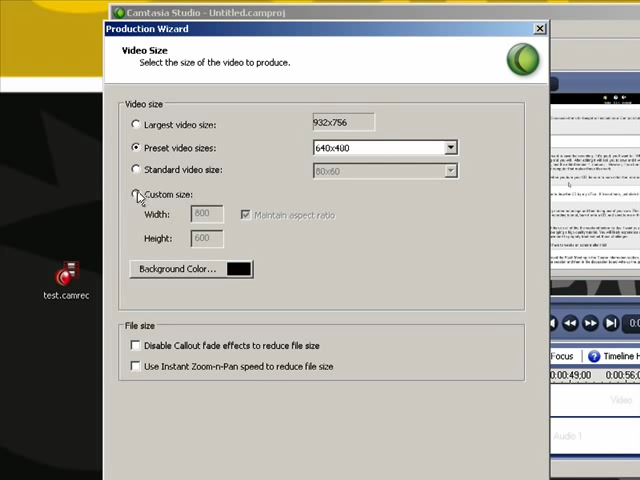 Camtasia Studio - Untitled.camproj
Production Wizard
Video Size
Select the size of the video to produce.
Video size
Largest video size:
932x756
Preset video sizes:
640x480
Standard video size:
80x60
Custom size:
Width:
800
Maintain aspect ratio
Height:
600
Background Color...
File size
Disable Callout fade effects to reduce file size
Use Instant Zoom-n-Pan speed to reduce file size
test.camrec
0:0
Focus
Timeline H
0:00:49;00
0:00:56;0
Video
Audio 1